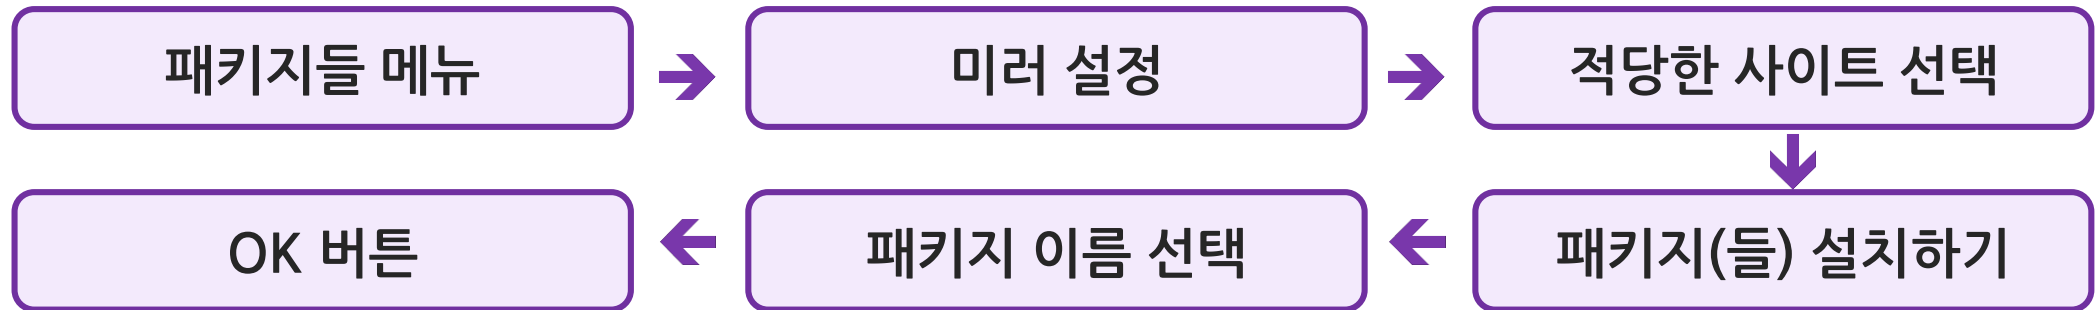 패키지들 메뉴
미러 설정
적당한 사이트 선택
패키지(들) 설치하기
패키지 이름 선택
OK 버튼